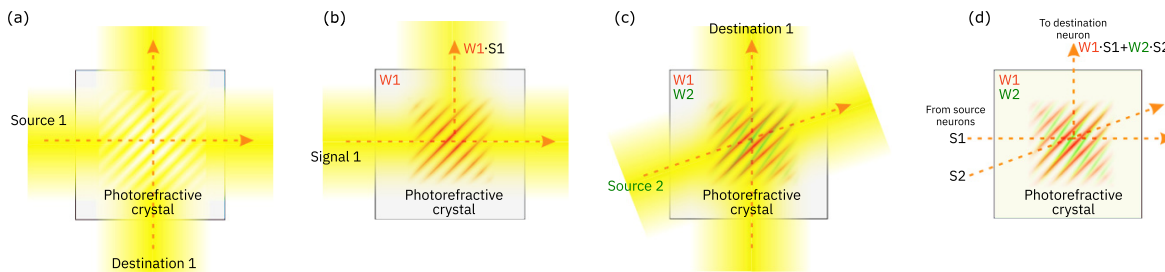 (a)
Source 1
Photorefractive
crystal
Destination 1
(b)
W1·S1
W1
Signal 1
Photorefractive
crystal
(c)
Destination 1
W1
W2
Source 2
Photorefractive
crystal
(d)
To destination
neuron
W1·S1+W2·S2
W1
W2
From source
neurons
S1
S2
Photorefractive
crystal